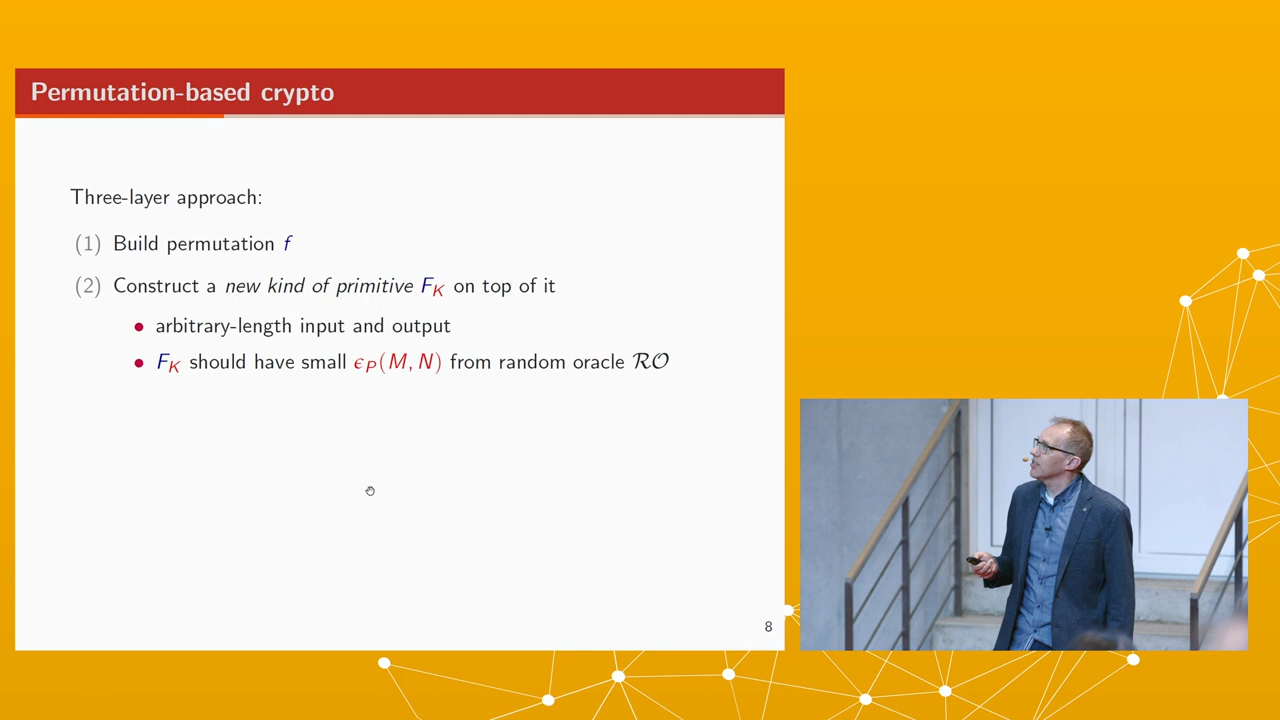 Permutation-based crypto
Three-layer approach:
(1) Build permutation f
(2) Construct a new kind of primitive F_K on top of it
• arbitrary-length input and output
• F_K should have small ϵ_P(M, N) from random oracle 𝓡𝓞
8